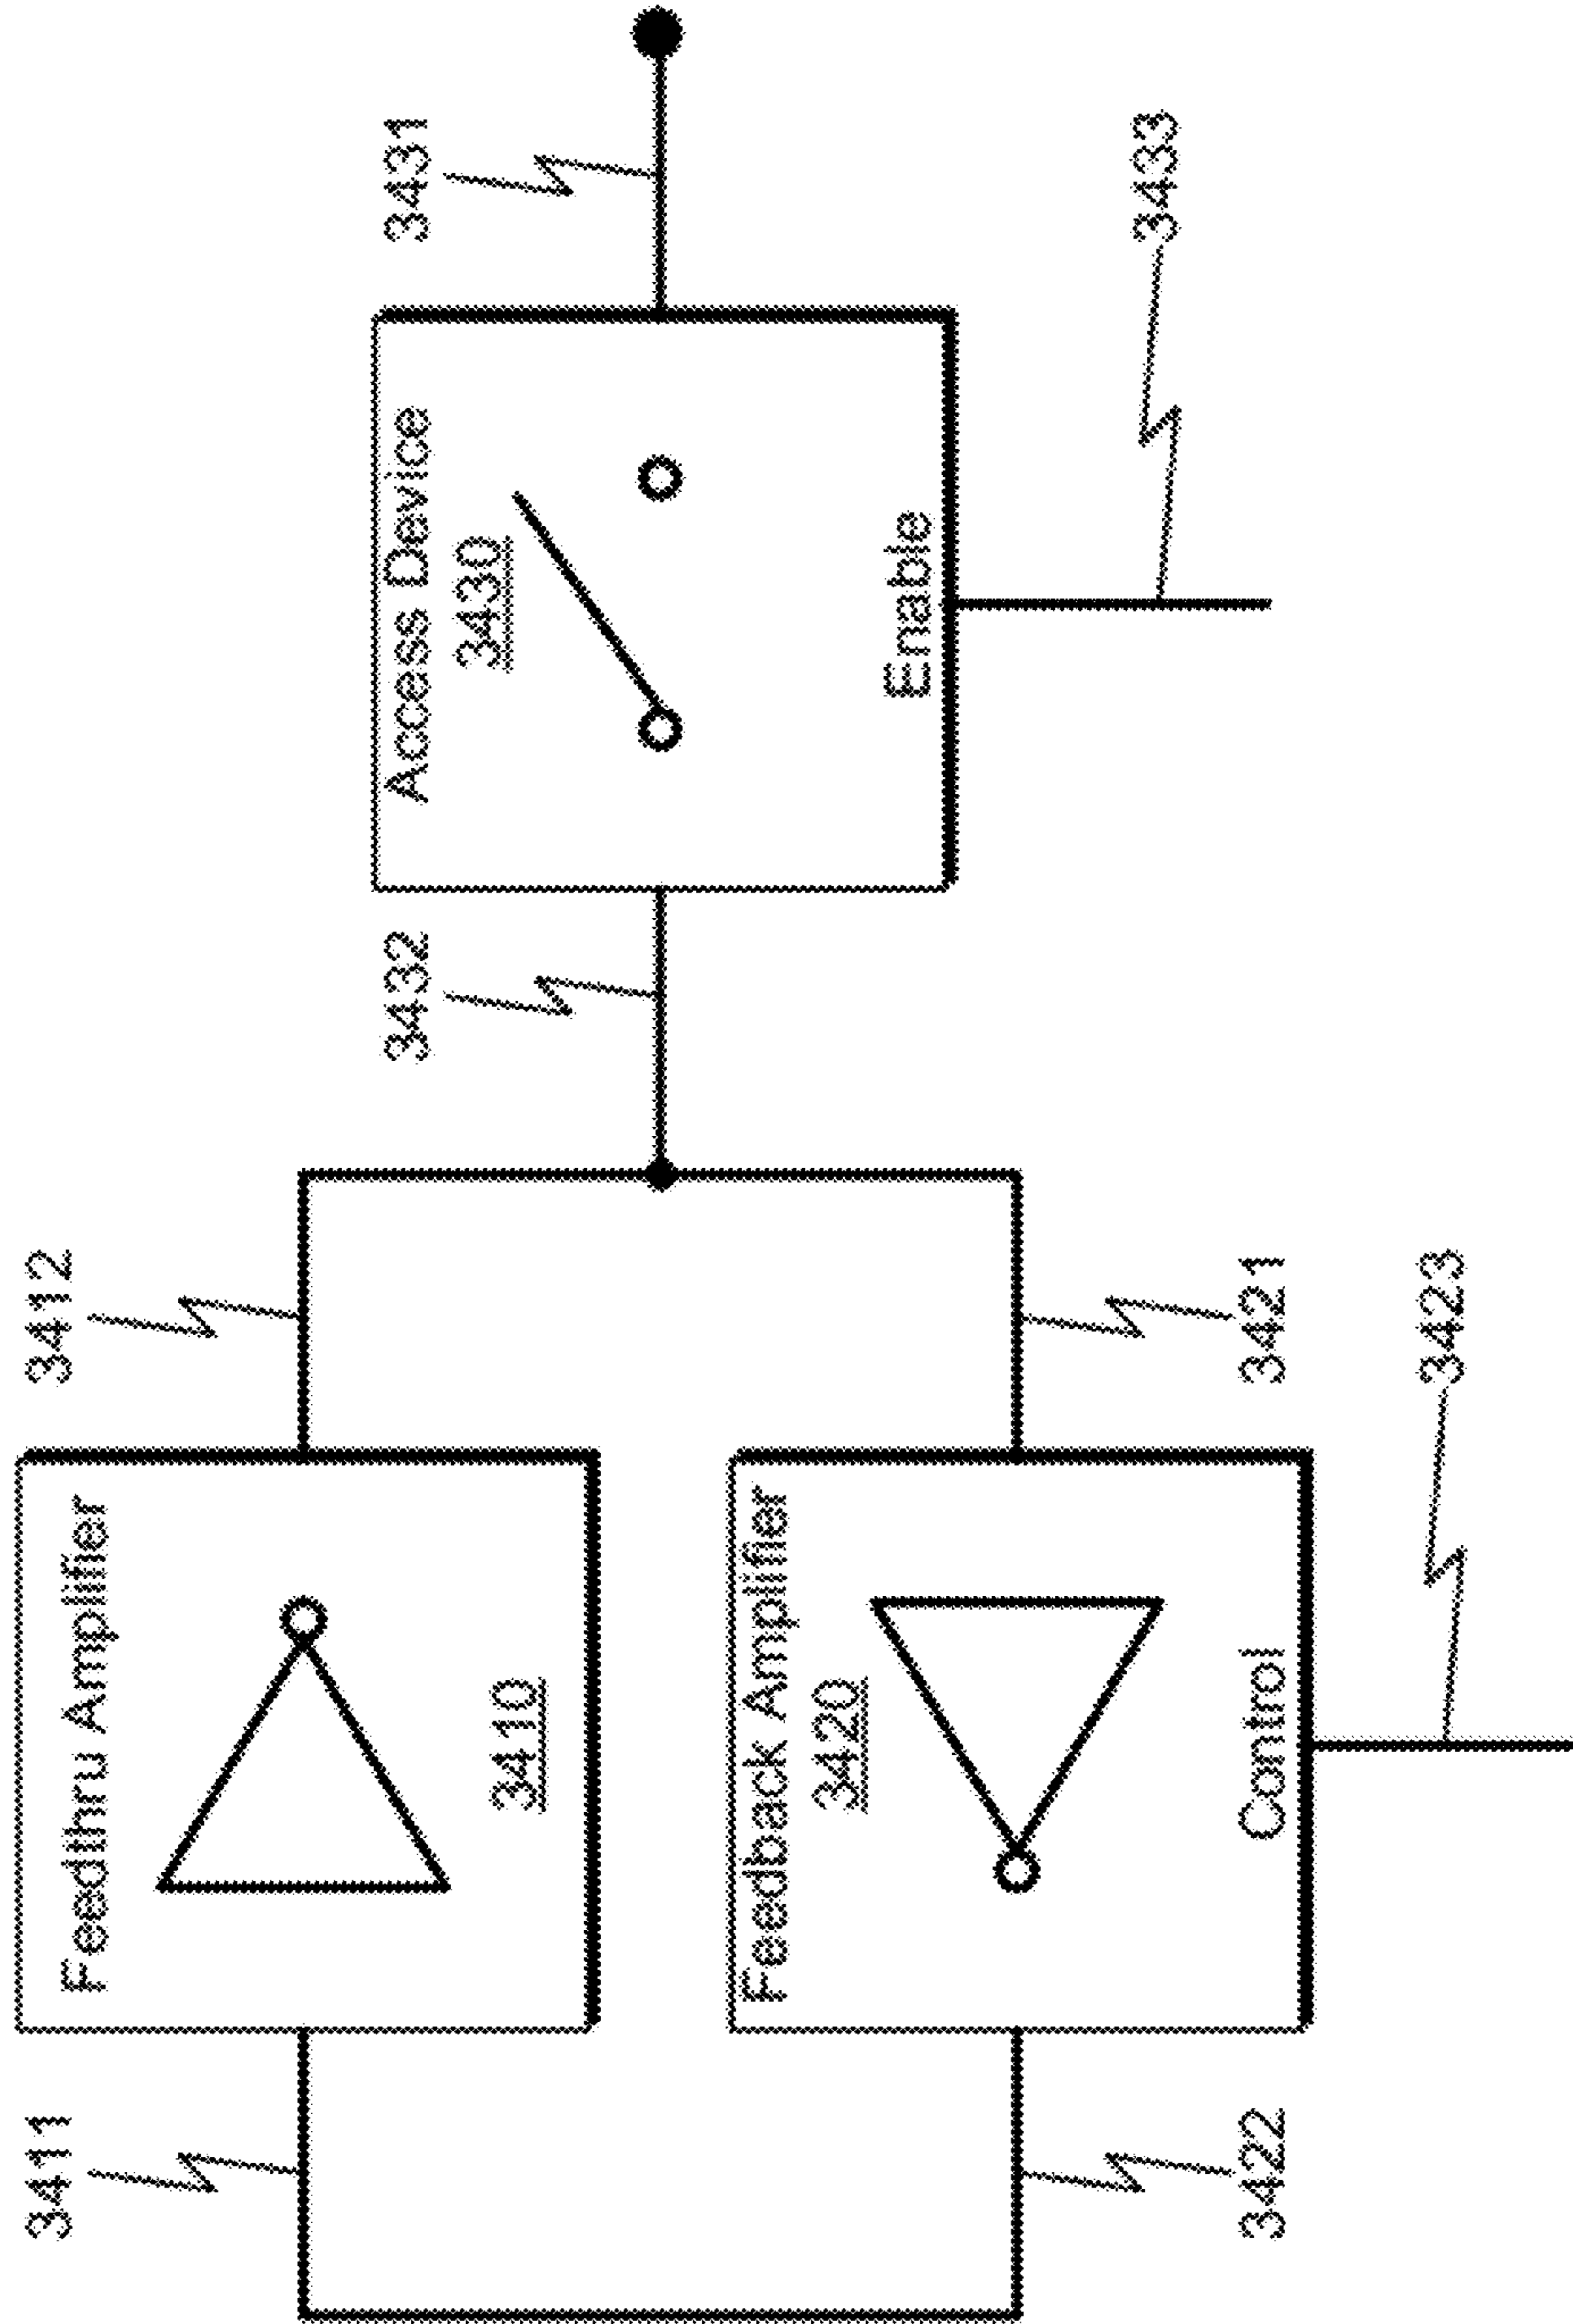 3411
3412
Feedthru Amplifier
3410
3432
3431
Access Device
3430
Enable
3433
Feedback Amplifier
3420
Control
3422
3421
3423